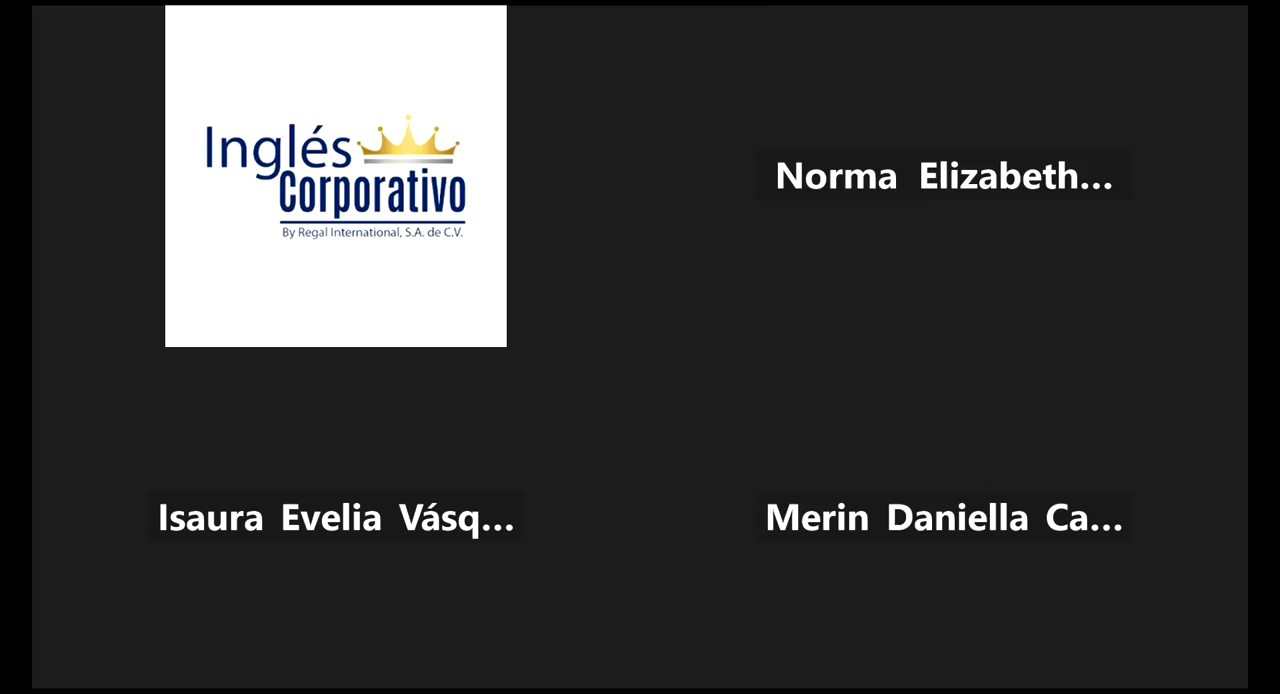 Inglés
Corporativo
By Regal International, S.A. de C.V.
Norma Elizabeth...
Isaura Evelia Vásq...
Merin Daniella Ca...